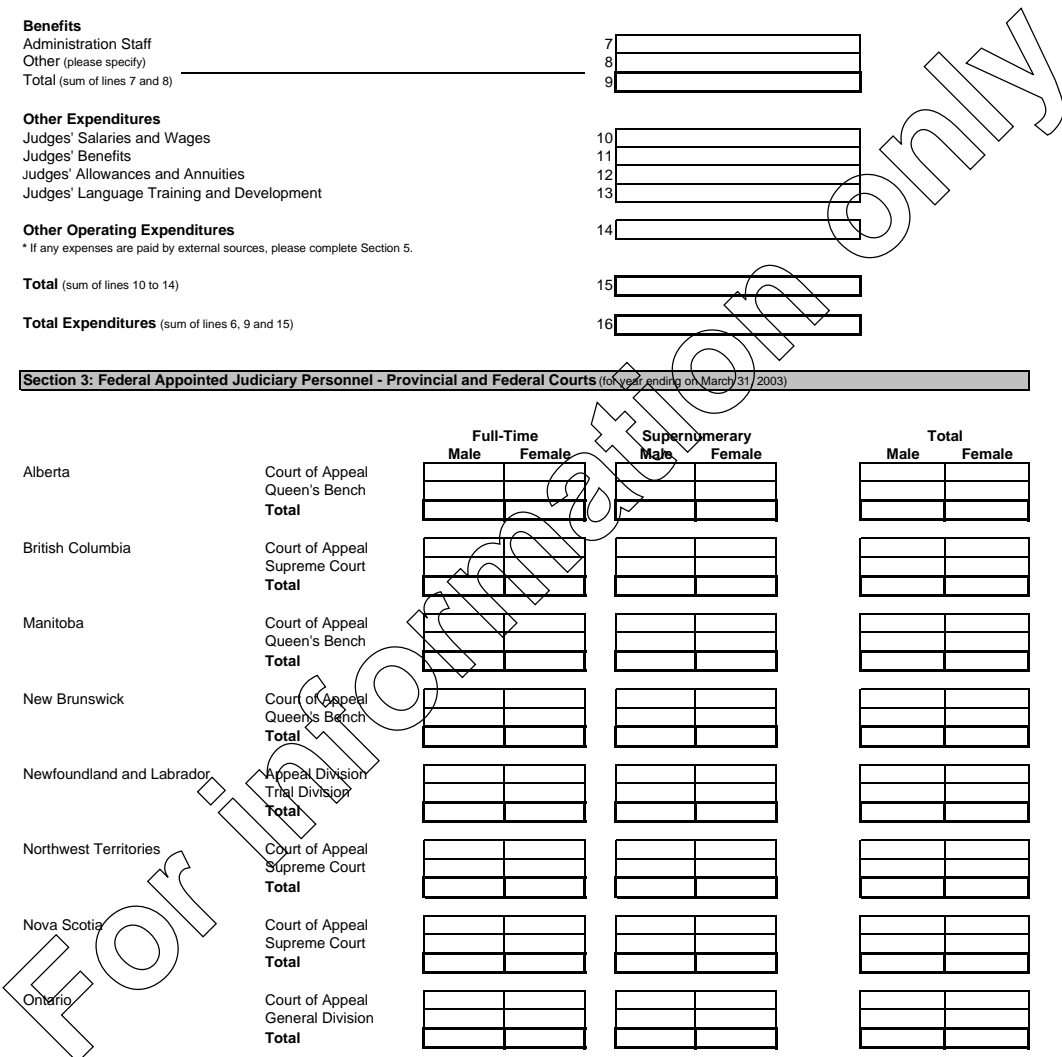 Benefits
Administration Staff 7
Other (please specify) 8
Total (sum of lines 7 and 8) 9
Other Expenditures
Judges' Salaries and Wages 10
Judges' Benefits 11
Judges' Allowances and Annuities 12
Judges' Language Training and Development 13
Other Operating Expenditures 14
* If any expenses are paid by external sources, please complete Section 5.
Total (sum of lines 10 to 14) 15
Total Expenditures (sum of lines 6, 9 and 15) 16
Section 3: Federal Appointed Judiciary Personnel - Provincial and Federal Courts (for year ending on March 31, 2003)
Full-Time Supernumerary Total
Male Female Male Female Male Female
Alberta Court of Appeal
Queen's Bench
Total
British Columbia Court of Appeal
Supreme Court
Total
Manitoba Court of Appeal
Queen's Bench
Total
New Brunswick Court of Appeal
Queen's Bench
Total
Newfoundland and Labrador Appeal Division
Trial Division
Total
Northwest Territories Court of Appeal
Supreme Court
Total
Nova Scotia Court of Appeal
Supreme Court
Total
Ontario Court of Appeal
General Division
Total
For information only